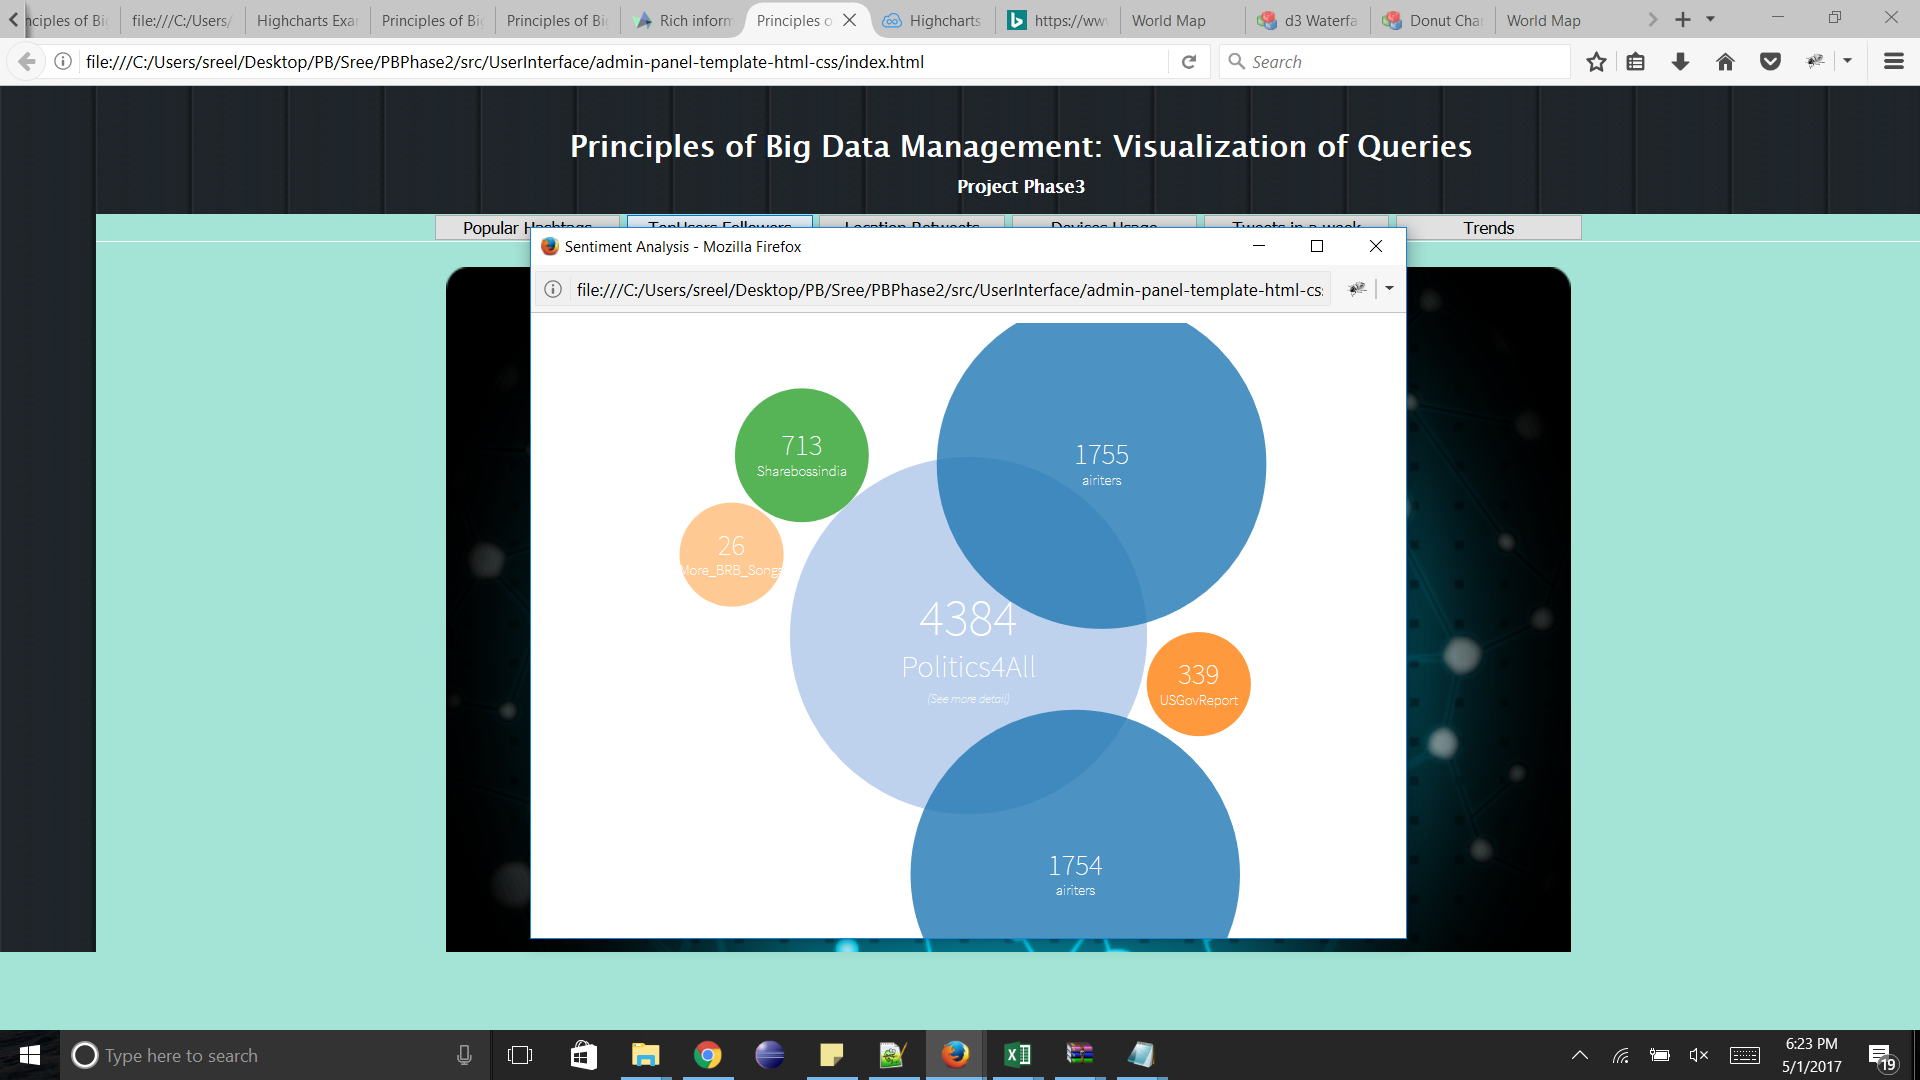 nciples of Bi
file:///C:/Users/
Highcharts Exa
Principles of Bi
Principles of Bi
Rich inform
Principles o
Highcharts
https://ww
World Map
d3 Waterfa
Donut Cha
World Map
file:///C:/Users/sreel/Desktop/PB/Sree/PBPhase2/src/UserInterface/admin-panel-template-html-css/index.html
Search
Principles of Big Data Management: Visualization of Queries
Project Phase3
Popular Hashtags
TopUsers Followers
Location Retweets
Devices Usage
Tweets in a week
Trends
Sentiment Analysis - Mozilla Firefox
file:///C:/Users/sreel/Desktop/PB/Sree/PBPhase2/src/UserInterface/admin-panel-template-html-cs
713
Sharebossindia
1755
airiters
26
More_BRB_Songs
4384
Politics4All
(See more detail)
339
USGovReport
1754
airiters
Type here to search
6:23 PM
5/1/2017
19